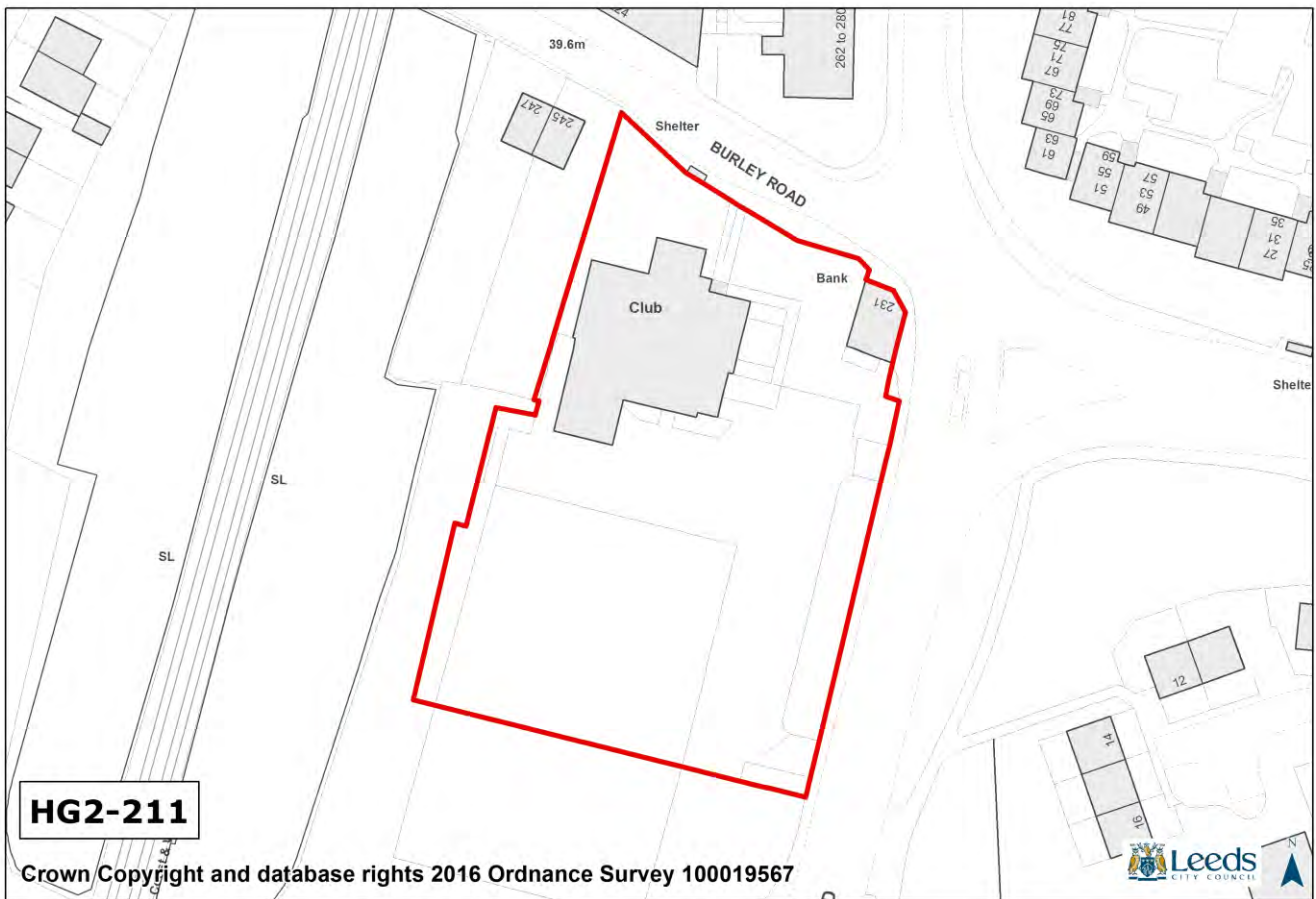 39.6m
262 to 280
81
77
75
71
67
73
69
65
63
61
59
55
51
57
53
49
35
31
27
247
245
Shelter
BURLEY ROAD
Bank
231
Club
Shelte
SL
SL
12
14
16
HG2-211
Crown Copyright and database rights 2016 Ordnance Survey 100019567
Leeds
CITY COUNCIL
N